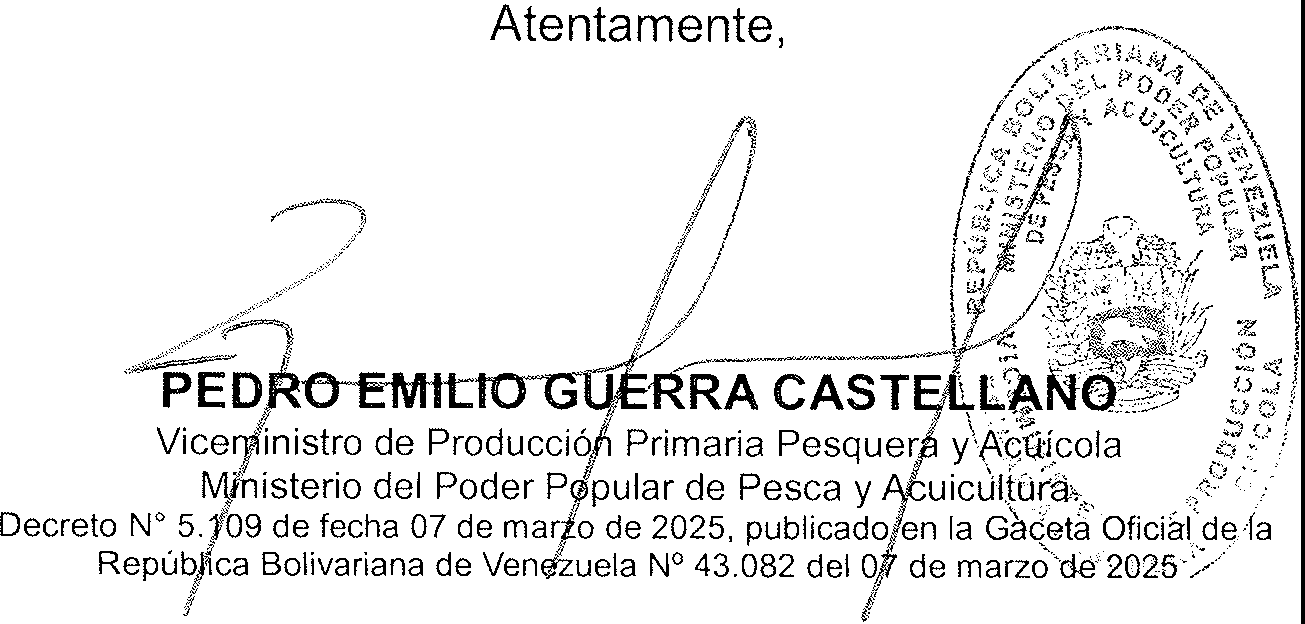 Atentamente,
REPÚBLICA BOLIVARIANA DE VENEZUELA
MINISTERIO DEL PODER POPULAR
DE PESCA Y ACUICULTURA
PRODUCCIÓN
PEDRO EMILIO GUERRA CASTELLANO
Viceministro de Producción Primaria Pesquera y Acuícola
Ministerio del Poder Popular de Pesca y Acuicultura.
Decreto N° 5.109 de fecha 07 de marzo de 2025, publicado en la Gaceta Oficial de la
República Bolivariana de Venezuela Nº 43.082 del 07 de marzo de 2025